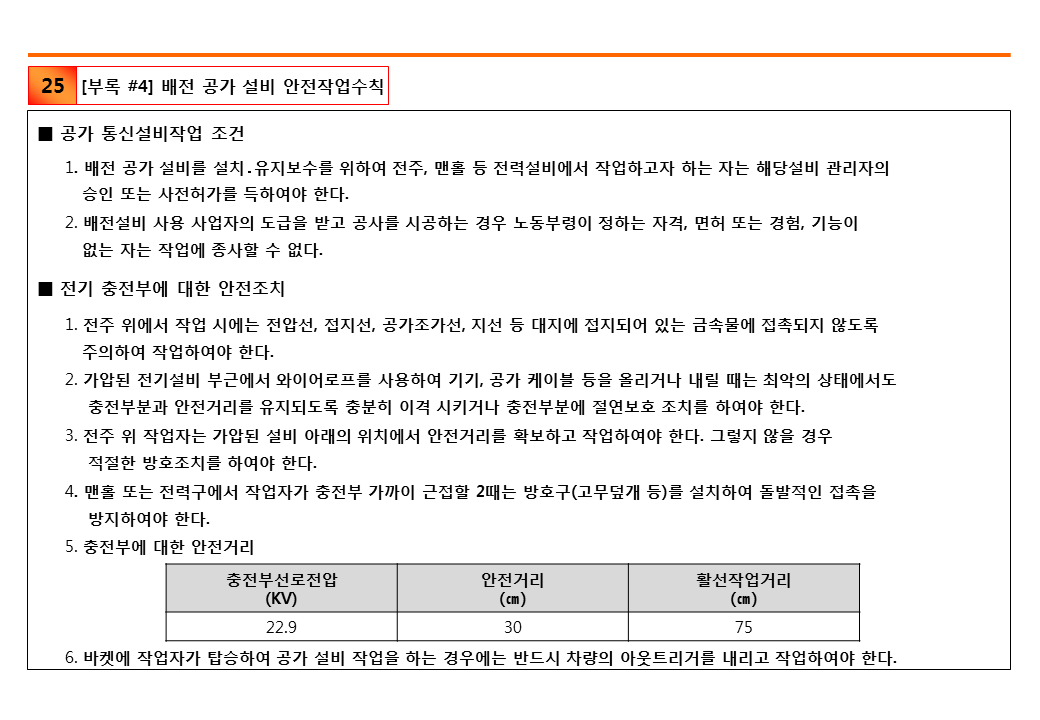 25 [부록 #4] 배전 공가 설비 안전작업수칙
■ 공가 통신설비작업 조건
1. 배전 공가 설비를 설치.유지보수를 위하여 전주, 맨홀 등 전력설비에서 작업하고자 하는 자는 해당설비 관리자의
승인 또는 사전허가를 득하여야 한다.
2. 배전설비 사용 사업자의 도급을 받고 공사를 시공하는 경우 노동부령이 정하는 자격, 면허 또는 경험, 기능이
없는 자는 작업에 종사할 수 없다.
■ 전기 충전부에 대한 안전조치
1. 전주 위에서 작업 시에는 전압선, 접지선, 공가조가선, 지선 등 대지에 접지되어 있는 금속물에 접촉되지 않도록
주의하여 작업하여야 한다.
2. 가압된 전기설비 부근에서 와이어로프를 사용하여 기기, 공가 케이블 등을 올리거나 내릴 때는 최악의 상태에서도
충전부분과 안전거리를 유지되도록 충분히 이격 시키거나 충전부분에 절연보호 조치를 하여야 한다.
3. 전주 위 작업자는 가압된 설비 아래의 위치에서 안전거리를 확보하고 작업하여야 한다. 그렇지 않을 경우
적절한 방호조치를 하여야 한다.
4. 맨홀 또는 전력구에서 작업자가 충전부 가까이 근접할 2때는 방호구(고무덮개 등)를 설치하여 돌발적인 접촉을
방지하여야 한다.
5. 충전부에 대한 안전거리
충전부선로전압 안전거리 활선작업거리
(KV) (㎝) (㎝)
22.9 30 75
6. 바켓에 작업자가 탑승하여 공가 설비 작업을 하는 경우에는 반드시 차량의 아웃트리거를 내리고 작업하여야 한다.